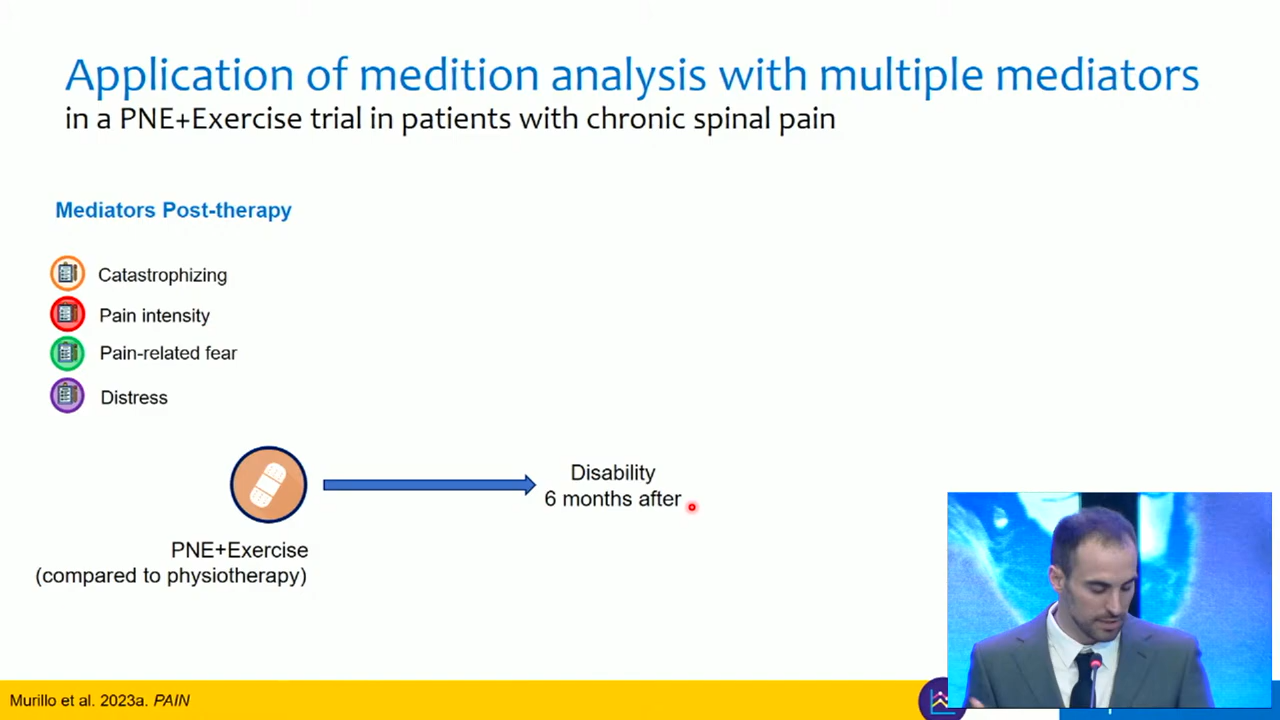 Application of medition analysis with multiple mediators
in a PNE+Exercise trial in patients with chronic spinal pain
Mediators Post-therapy
Catastrophizing
Pain intensity
Pain-related fear
Distress
Disability
6 months after
PNE+Exercise
(compared to physiotherapy)
Murillo et al. 2023a. PAIN